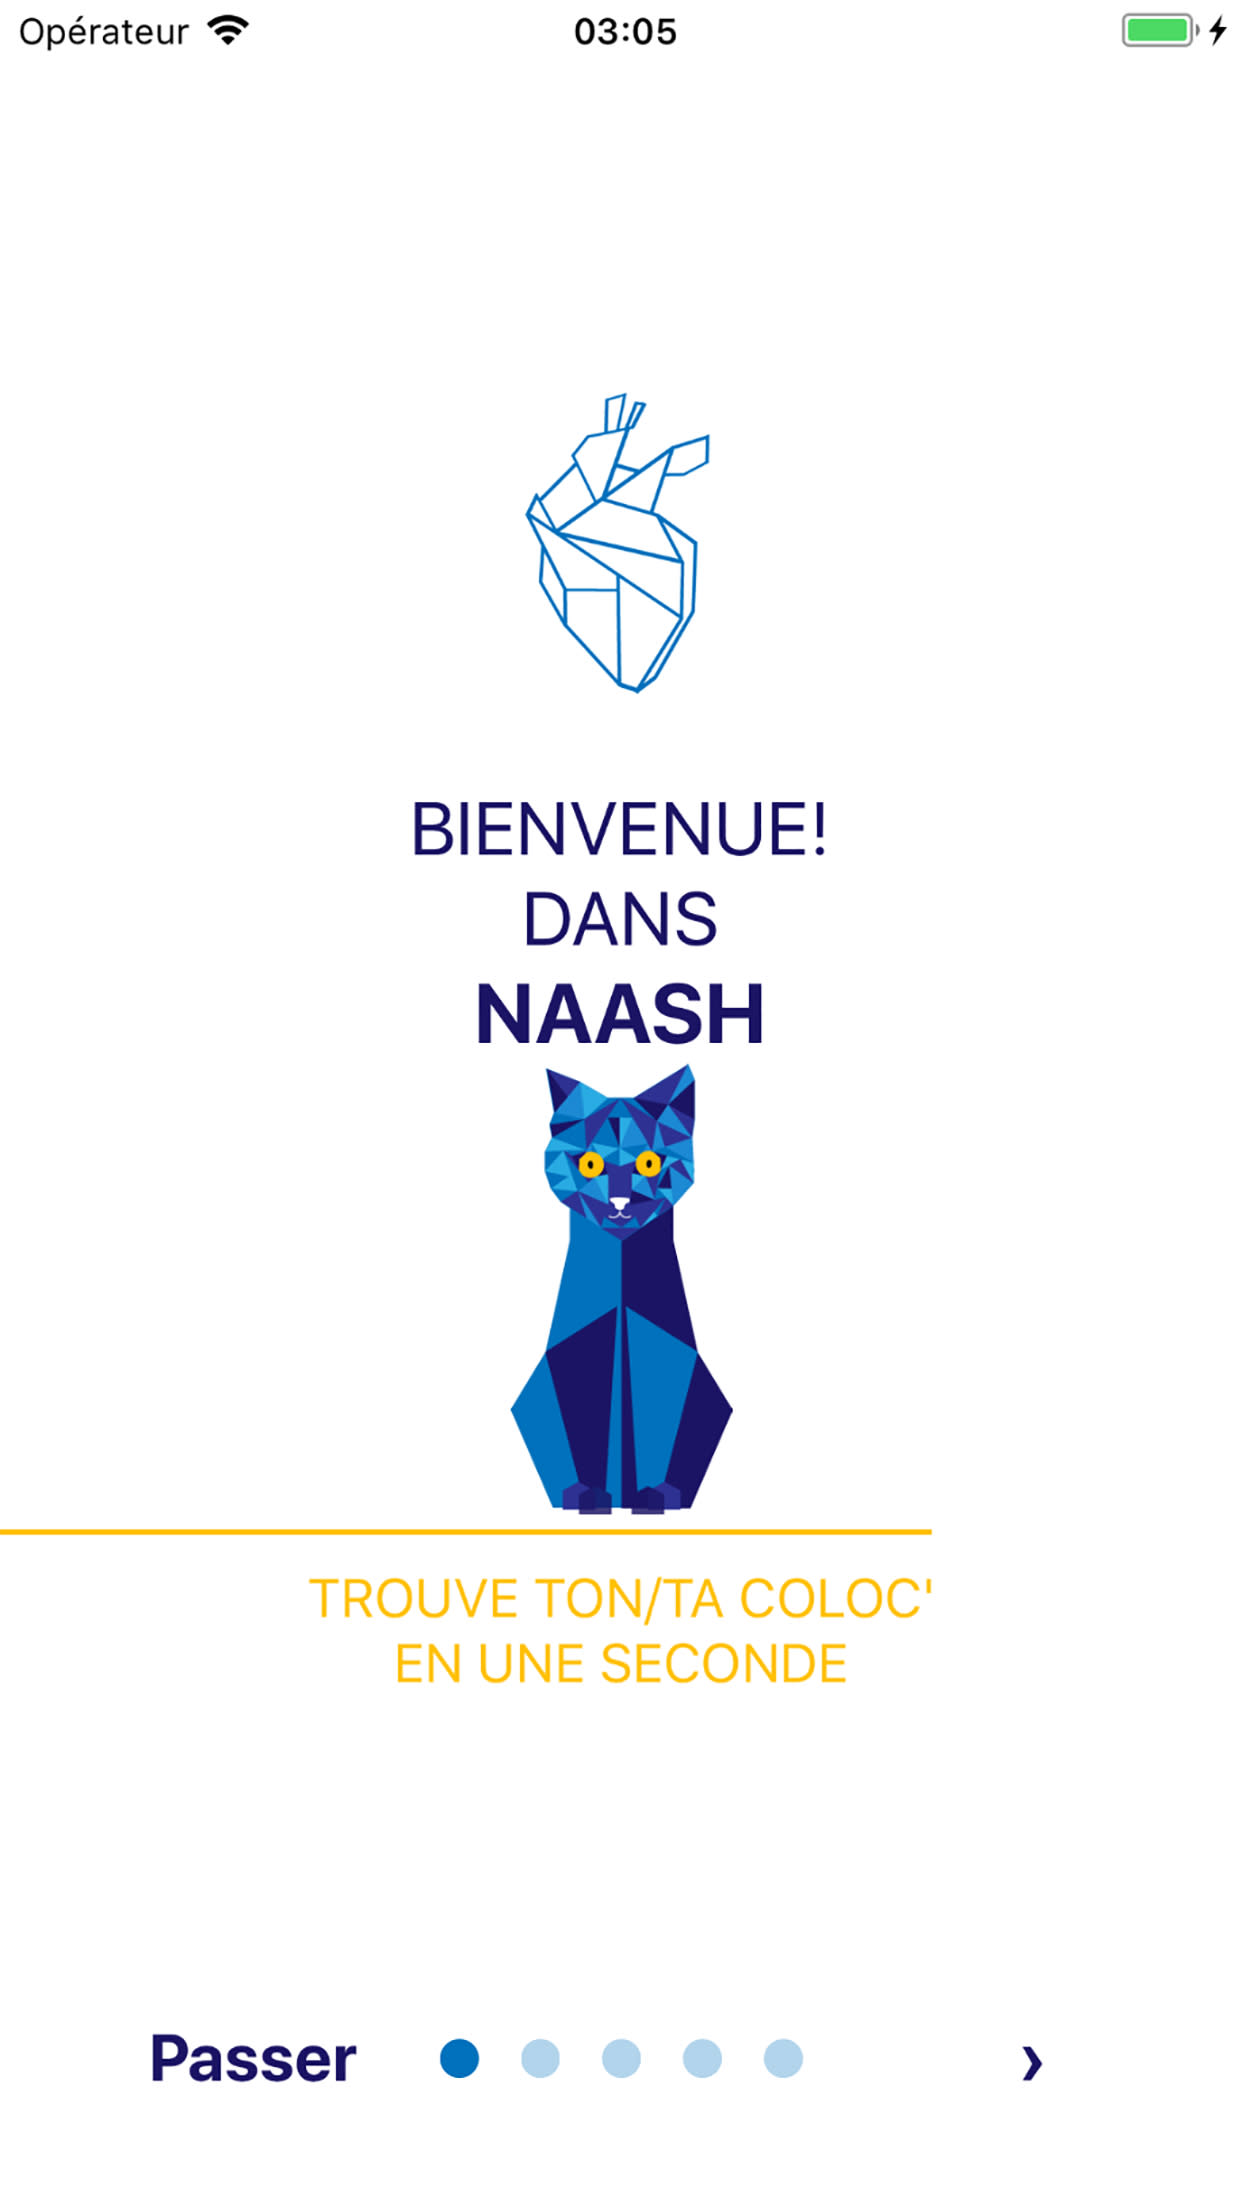 Opérateur 03:05
BIENVENUE!
DANS
NAASH
TROUVE TON/TA COLOC'
EN UNE SECONDE
Passer ›